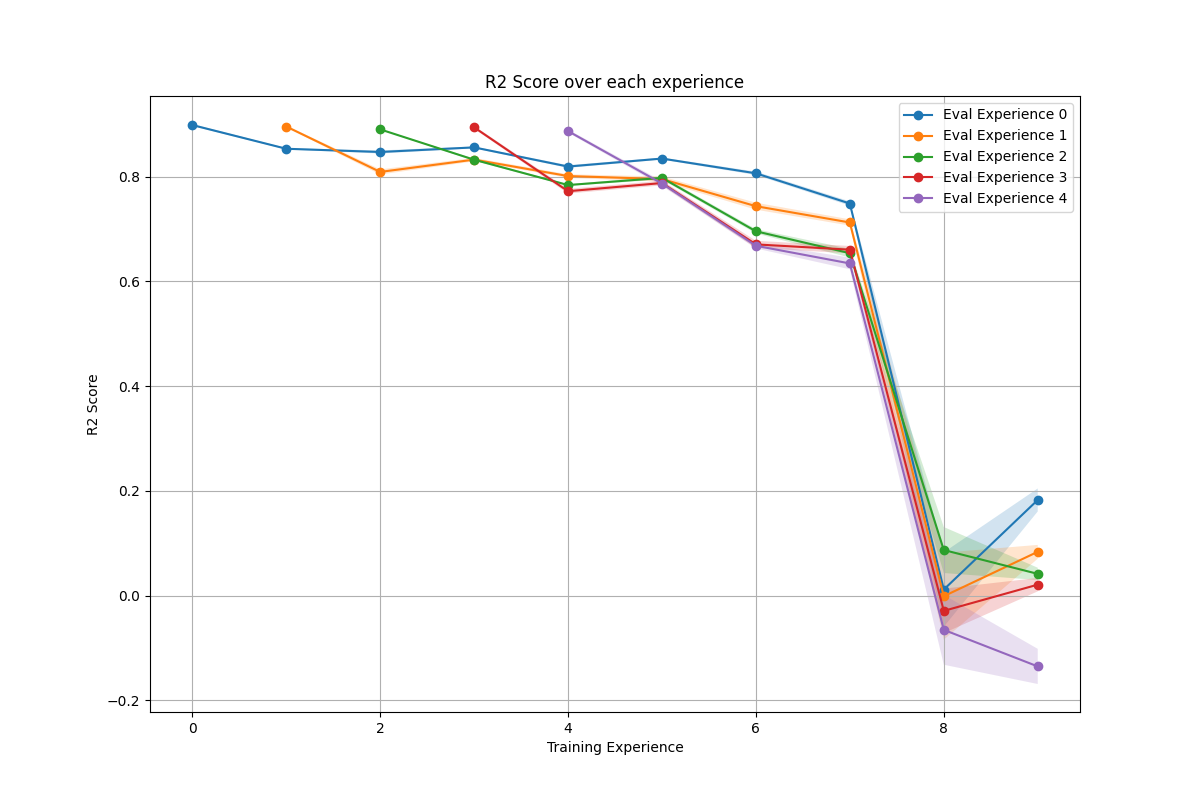 R2 Score over each experience
Eval Experience 0
Eval Experience 1
Eval Experience 2
Eval Experience 3
Eval Experience 4
R2 Score
0.8
0.6
0.4
0.2
0.0
−0.2
0 2 4 6 8
Training Experience